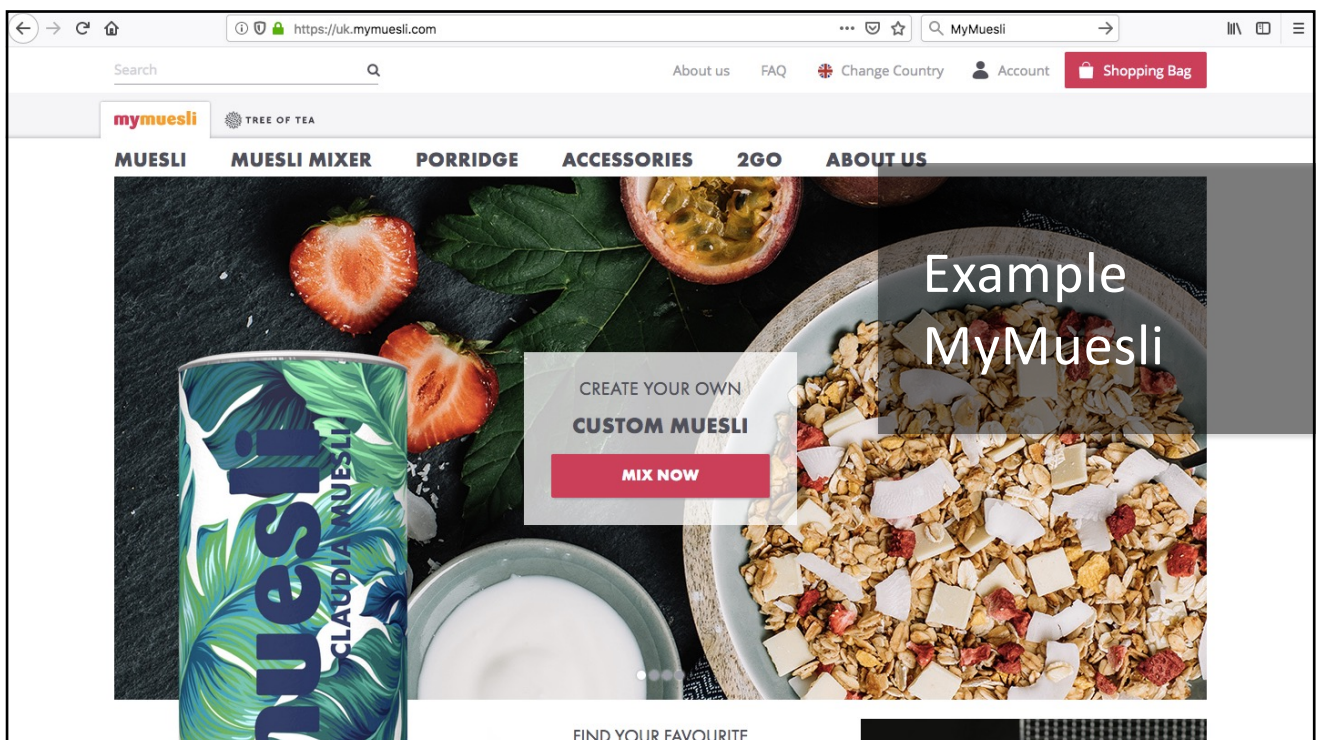 https://uk.mymuesli.com
MyMuesli
Search
About us FAQ Change Country Account Shopping Bag
mymuesli TREE OF TEA
MUESLI MUESLI MIXER PORRIDGE ACCESSORIES 2GO ABOUT US
Example
MyMuesli
CREATE YOUR OWN
CUSTOM MUESLI
MIX NOW
CLAUDIA MUESLI
FIND YOUR FAVOURITE